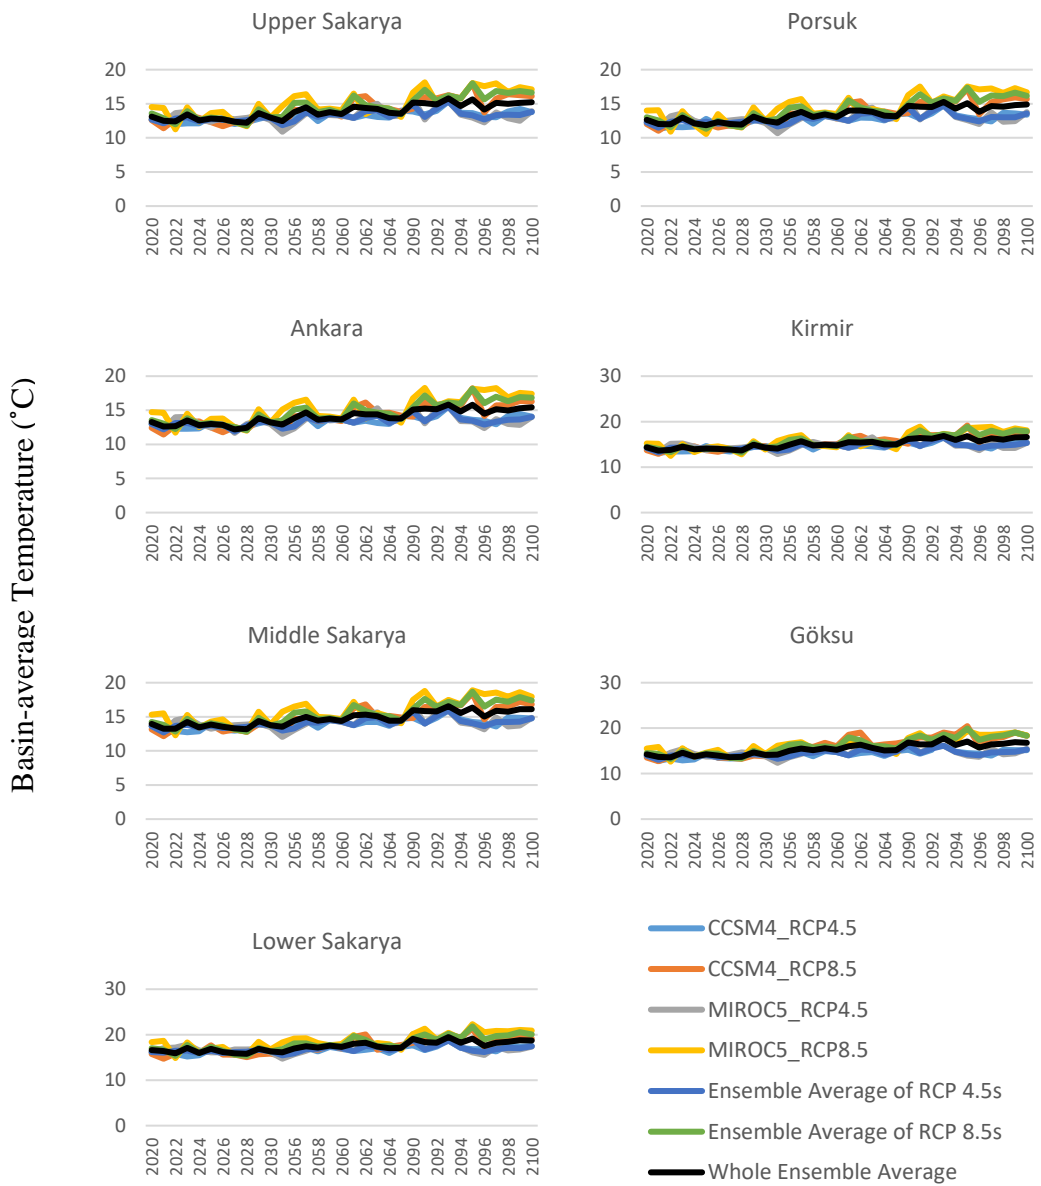 Upper Sakarya
20
15
10
5
0
2020 2022 2024 2026 2028 2030 2056 2058 2060 2062 2064 2090 2092 2094 2096 2098 2100
Porsuk
20
15
10
5
0
2020 2022 2024 2026 2028 2030 2056 2058 2060 2062 2064 2090 2092 2094 2096 2098 2100
Basin-average Temperature (˚C)
Ankara
20
15
10
5
0
2020 2022 2024 2026 2028 2030 2056 2058 2060 2062 2064 2090 2092 2094 2096 2098 2100
Kirmir
30
20
10
0
2020 2022 2024 2026 2028 2030 2056 2058 2060 2062 2064 2090 2092 2094 2096 2098 2100
Middle Sakarya
20
15
10
5
0
2020 2022 2024 2026 2028 2030 2056 2058 2060 2062 2064 2090 2092 2094 2096 2098 2100
Göksu
30
20
10
0
2020 2022 2024 2026 2028 2030 2056 2058 2060 2062 2064 2090 2092 2094 2096 2098 2100
Lower Sakarya
30
20
10
0
2020 2022 2024 2026 2028 2030 2056 2058 2060 2062 2064 2090 2092 2094 2096 2098 2100
CCSM4_RCP4.5
CCSM4_RCP8.5
MIROC5_RCP4.5
MIROC5_RCP8.5
Ensemble Average of RCP 4.5s
Ensemble Average of RCP 8.5s
Whole Ensemble Average